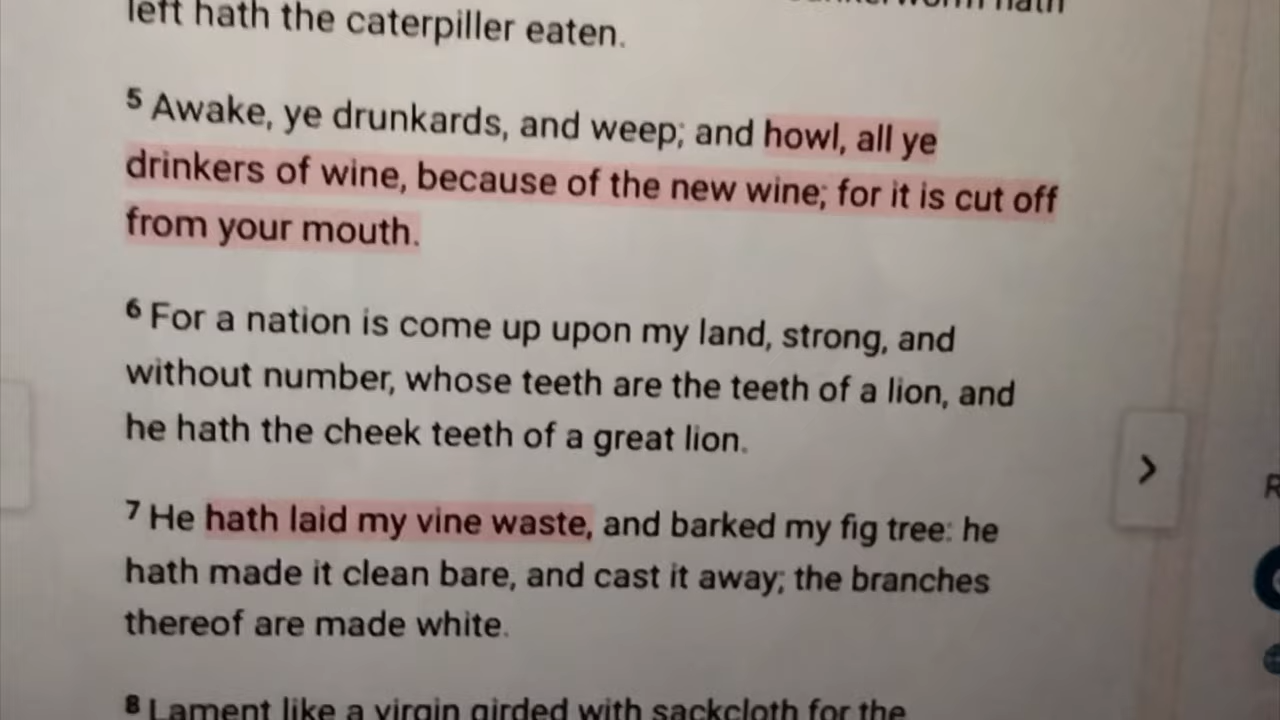 left hath the caterpiller eaten.
5 Awake, ye drunkards, and weep; and howl, all ye
drinkers of wine, because of the new wine; for it is cut off
from your mouth.
6 For a nation is come up upon my land, strong, and
without number, whose teeth are the teeth of a lion, and
he hath the cheek teeth of a great lion.
7 He hath laid my vine waste, and barked my fig tree: he
hath made it clean bare, and cast it away; the branches
thereof are made white.
8 Lament like a virgin girded with sackcloth for the